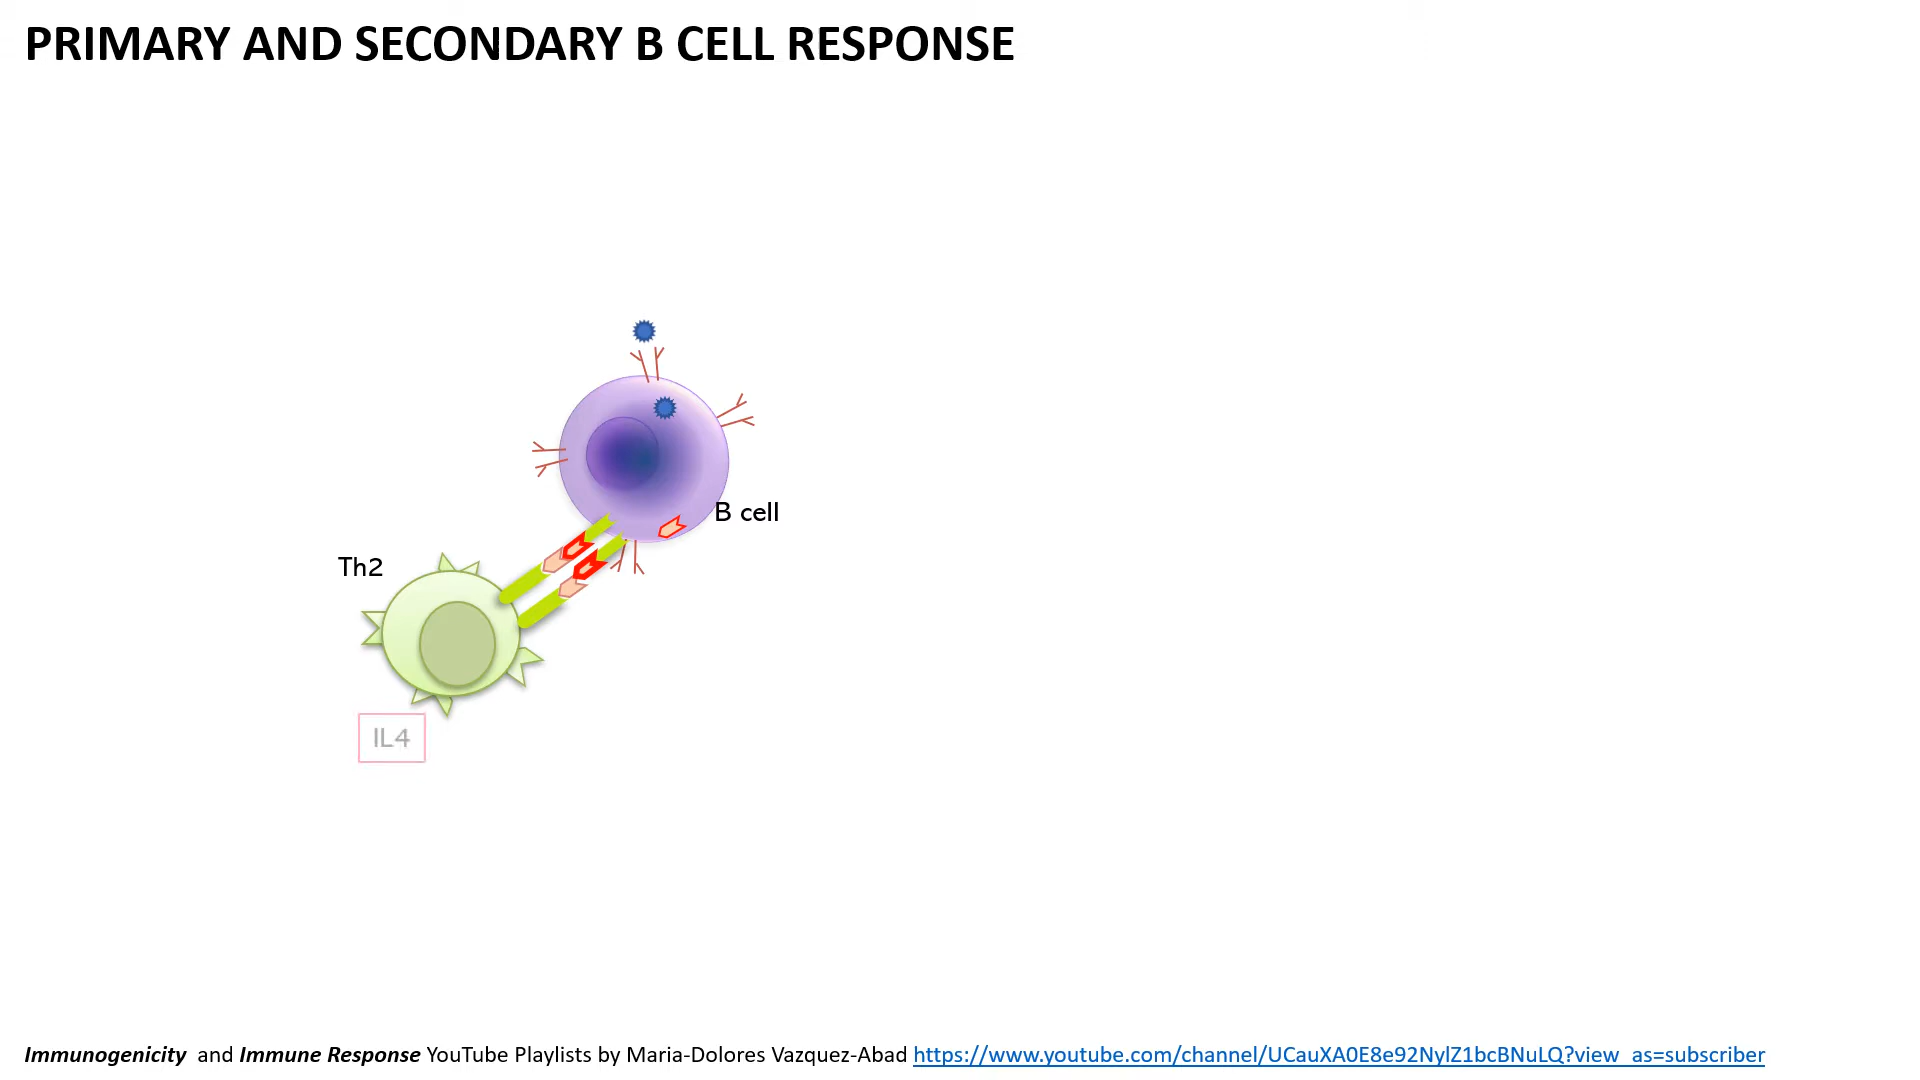 PRIMARY AND SECONDARY B CELL RESPONSE
B cell
Th2
IL4
Immunogenicity and Immune Response YouTube Playlists by Maria-Dolores Vazquez-Abad https://www.youtube.com/channel/UCauXA0E8e92NylZ1bcBNuLQ?view_as=subscriber